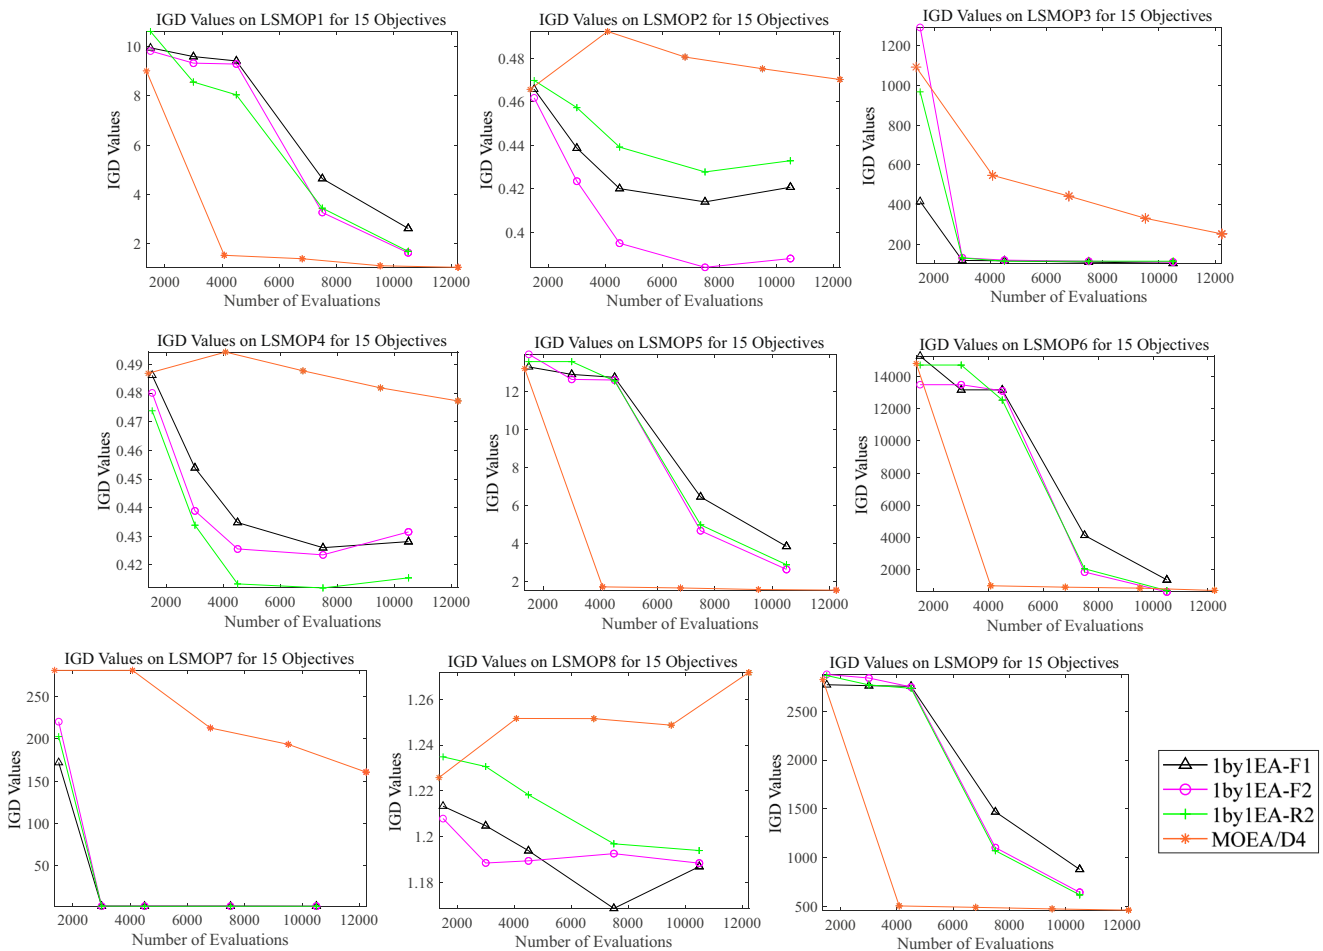 IGD Values on LSMOP1 for 15 Objectives
IGD Values
10
8
6
4
2
2000 4000 6000 8000 10000 12000
Number of Evaluations
IGD Values on LSMOP2 for 15 Objectives
IGD Values
0.48
0.46
0.44
0.42
0.4
2000 4000 6000 8000 10000 12000
Number of Evaluations
IGD Values on LSMOP3 for 15 Objectives
IGD Values
1200
1000
800
600
400
200
2000 4000 6000 8000 10000 12000
Number of Evaluations
IGD Values on LSMOP4 for 15 Objectives
IGD Values
0.49
0.48
0.47
0.46
0.45
0.44
0.43
0.42
2000 4000 6000 8000 10000 12000
Number of Evaluations
IGD Values on LSMOP5 for 15 Objectives
IGD Values
12
10
8
6
4
2
2000 4000 6000 8000 10000 12000
Number of Evaluations
IGD Values on LSMOP6 for 15 Objectives
IGD Values
14000
12000
10000
8000
6000
4000
2000
2000 4000 6000 8000 10000 12000
Number of Evaluations
IGD Values on LSMOP7 for 15 Objectives
IGD Values
250
200
150
100
50
2000 4000 6000 8000 10000 12000
Number of Evaluations
IGD Values on LSMOP8 for 15 Objectives
IGD Values
1.26
1.24
1.22
1.2
1.18
2000 4000 6000 8000 10000 12000
Number of Evaluations
IGD Values on LSMOP9 for 15 Objectives
IGD Values
2500
2000
1500
1000
500
2000 4000 6000 8000 10000 12000
Number of Evaluations
1by1EA-F1
1by1EA-F2
1by1EA-R2
MOEA/D4